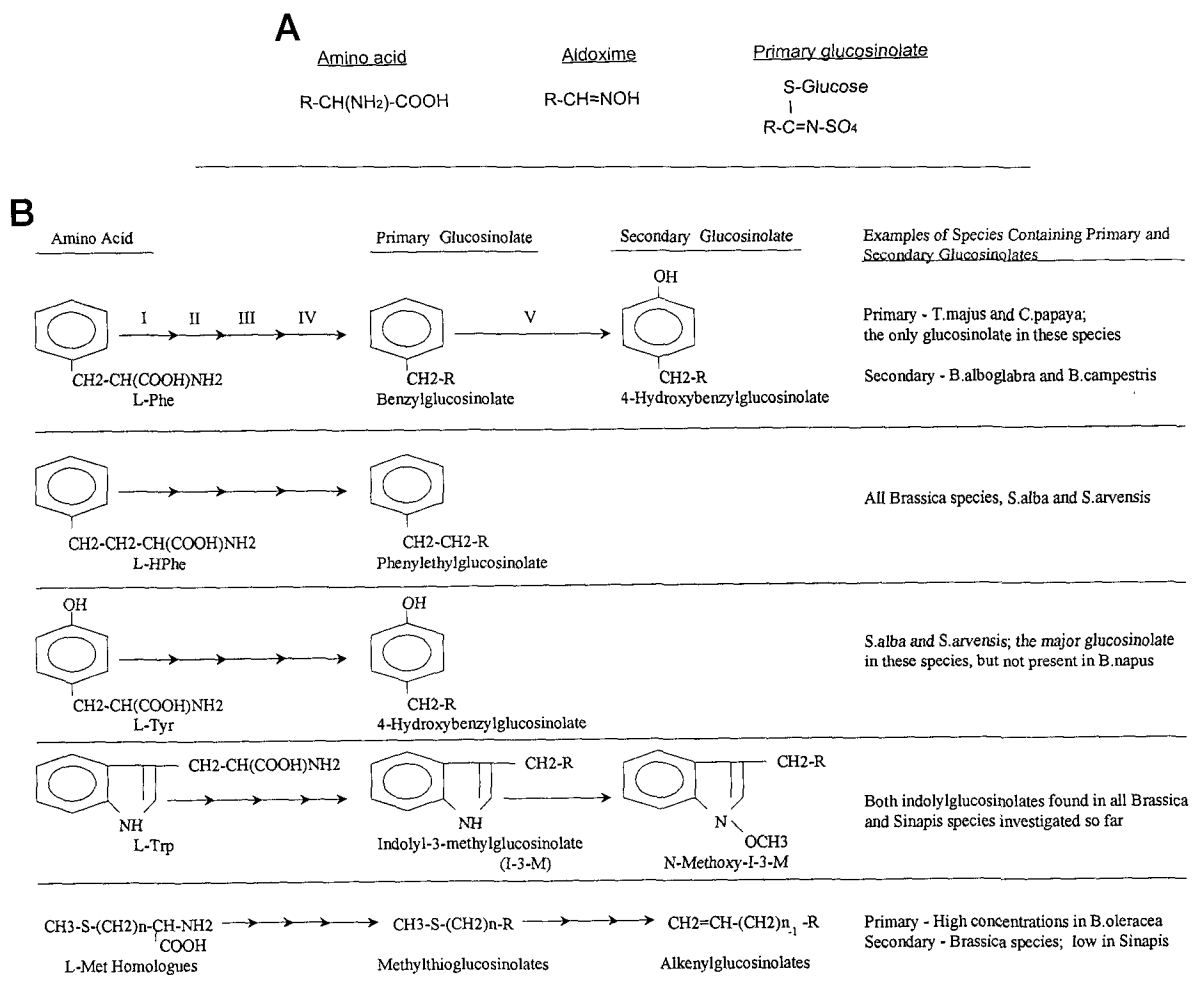 A
Amino acid
Aldoxime
Primary glucosinolate
R-CH(NH2)-COOH
R-CH=NOH
S-Glucose
R-C=N-SO4
B
Amino Acid
Primary Glucosinolate
Secondary Glucosinolate
Examples of Species Containing Primary and
Secondary Glucosinolates
I II III IV
V
OH
CH2-CH(COOH)NH2
L-Phe
CH2-R
Benzylglucosinolate
CH2-R
4-Hydroxybenzylglucosinolate
Primary - T.majus and C.papaya;
the only glucosinolate in these species
Secondary - B.alboglabra and B.campestris
CH2-CH2-CH(COOH)NH2
L-HPhe
CH2-CH2-R
Phenylethylglucosinolate
All Brassica species, S.alba and S.arvensis
OH
CH2-CH(COOH)NH2
L-Tyr
OH
CH2-R
4-Hydroxybenzylglucosinolate
S.alba and S.arvensis; the major glucosinolate
in these species, but not present in B.napus
CH2-CH(COOH)NH2
NH
L-Trp
CH2-R
NH
Indolyl-3-methylglucosinolate
(I-3-M)
CH2-R
N
OCH3
N-Methoxy-I-3-M
Both indolylglucosinolates found in all Brassica
and Sinapis species investigated so far
CH3-S-(CH2)n-CH-NH2
COOH
L-Met Homologues
CH3-S-(CH2)n-R
Methylthioglucosinolates
CH2=CH-(CH2)n-1 -R
Alkenylglucosinolates
Primary - High concentrations in B.oleracea
Secondary - Brassica species; low in Sinapis